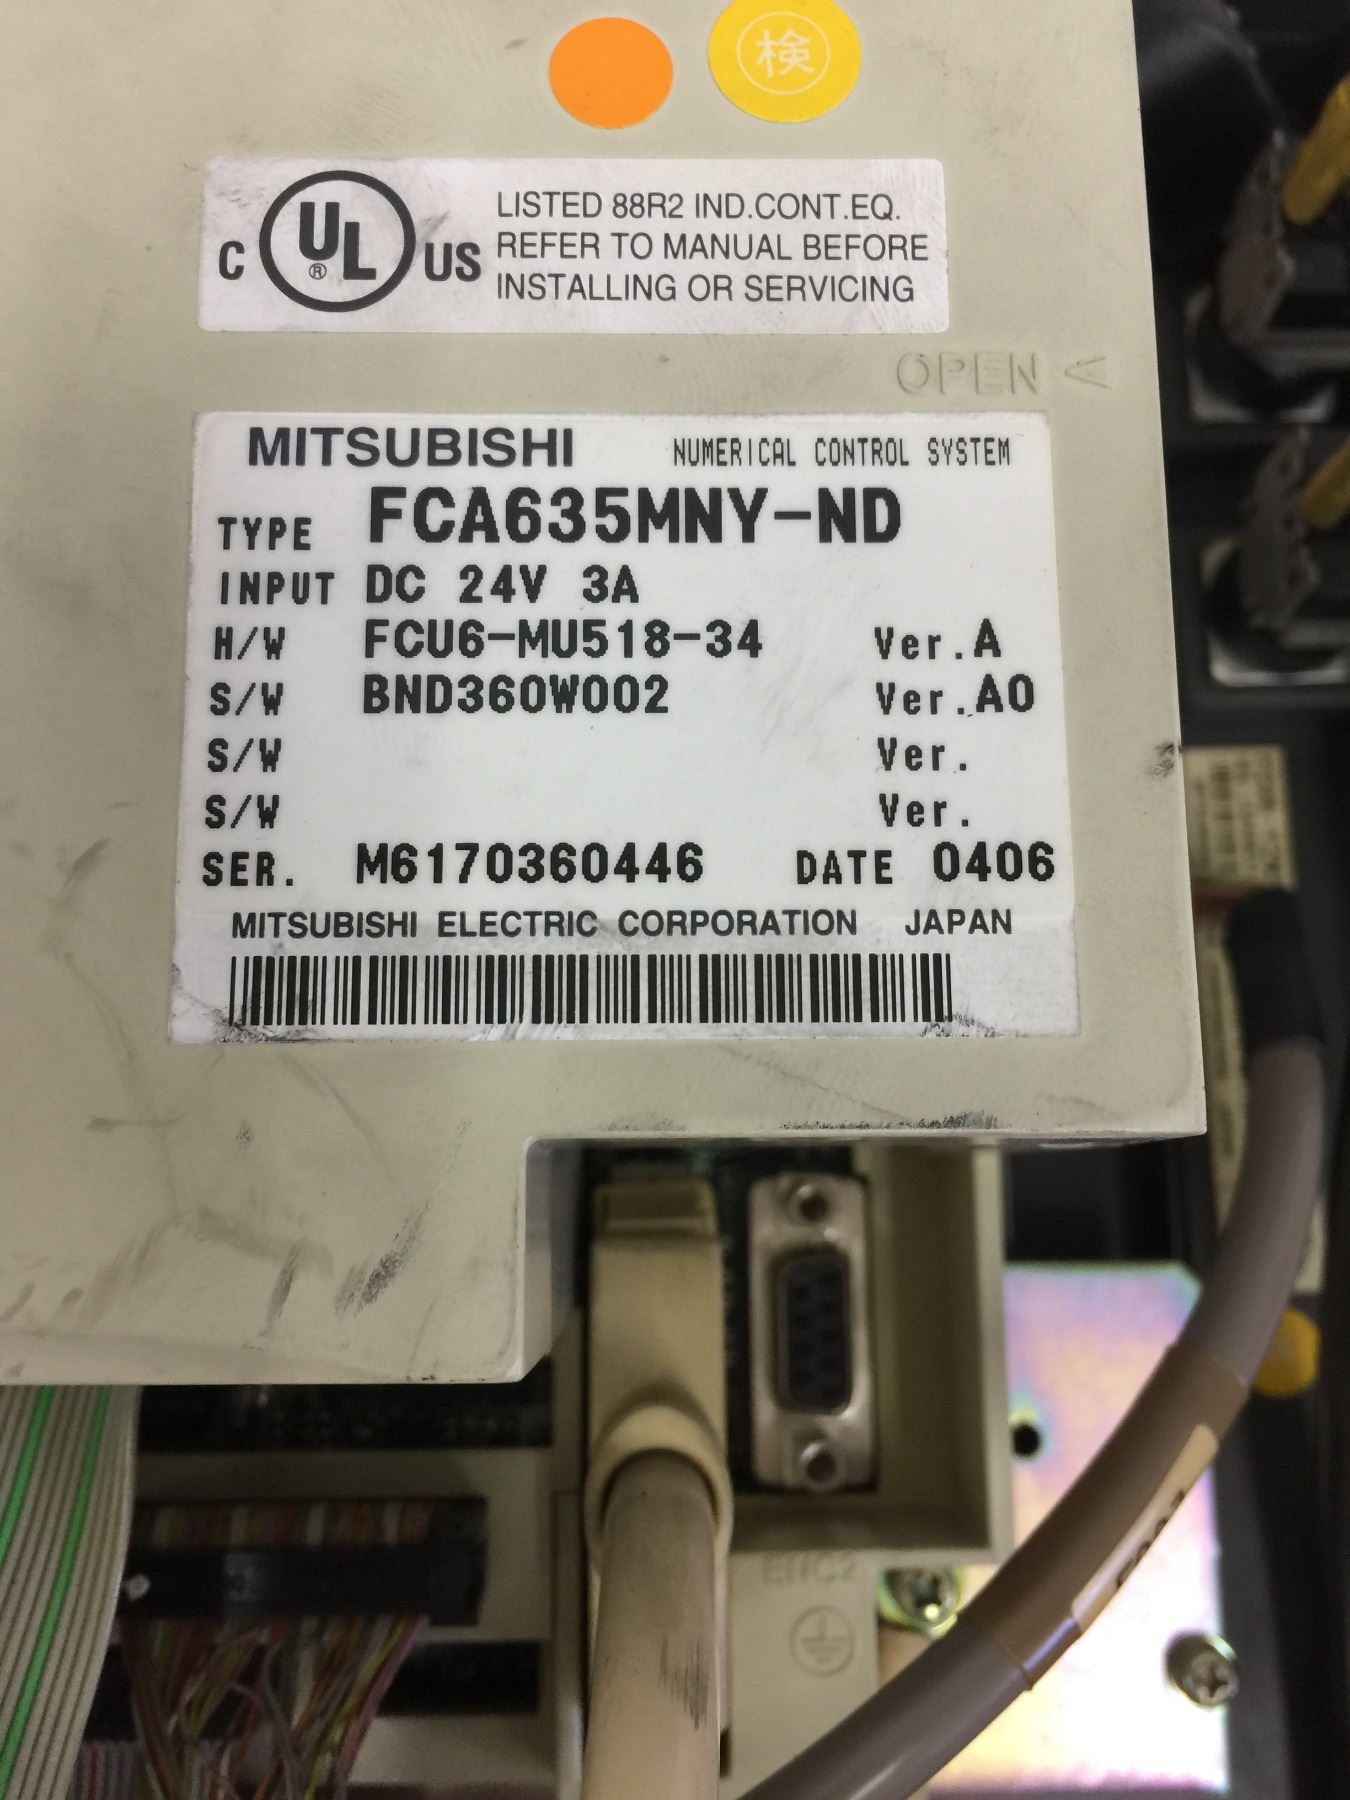 検
C UL ® US
LISTED 88R2 IND.CONT.EQ.
REFER TO MANUAL BEFORE
INSTALLING OR SERVICING
OPEN
MITSUBISHI NUMERICAL CONTROL SYSTEM
TYPE FCA635MNY-ND
INPUT DC 24V 3A
H/W FCU6-MU518-34 Ver.A
S/W BND360W002 Ver.A0
S/W Ver.
S/W Ver.
SER. M6170360446 DATE 0406
MITSUBISHI ELECTRIC CORPORATION JAPAN
ENC2